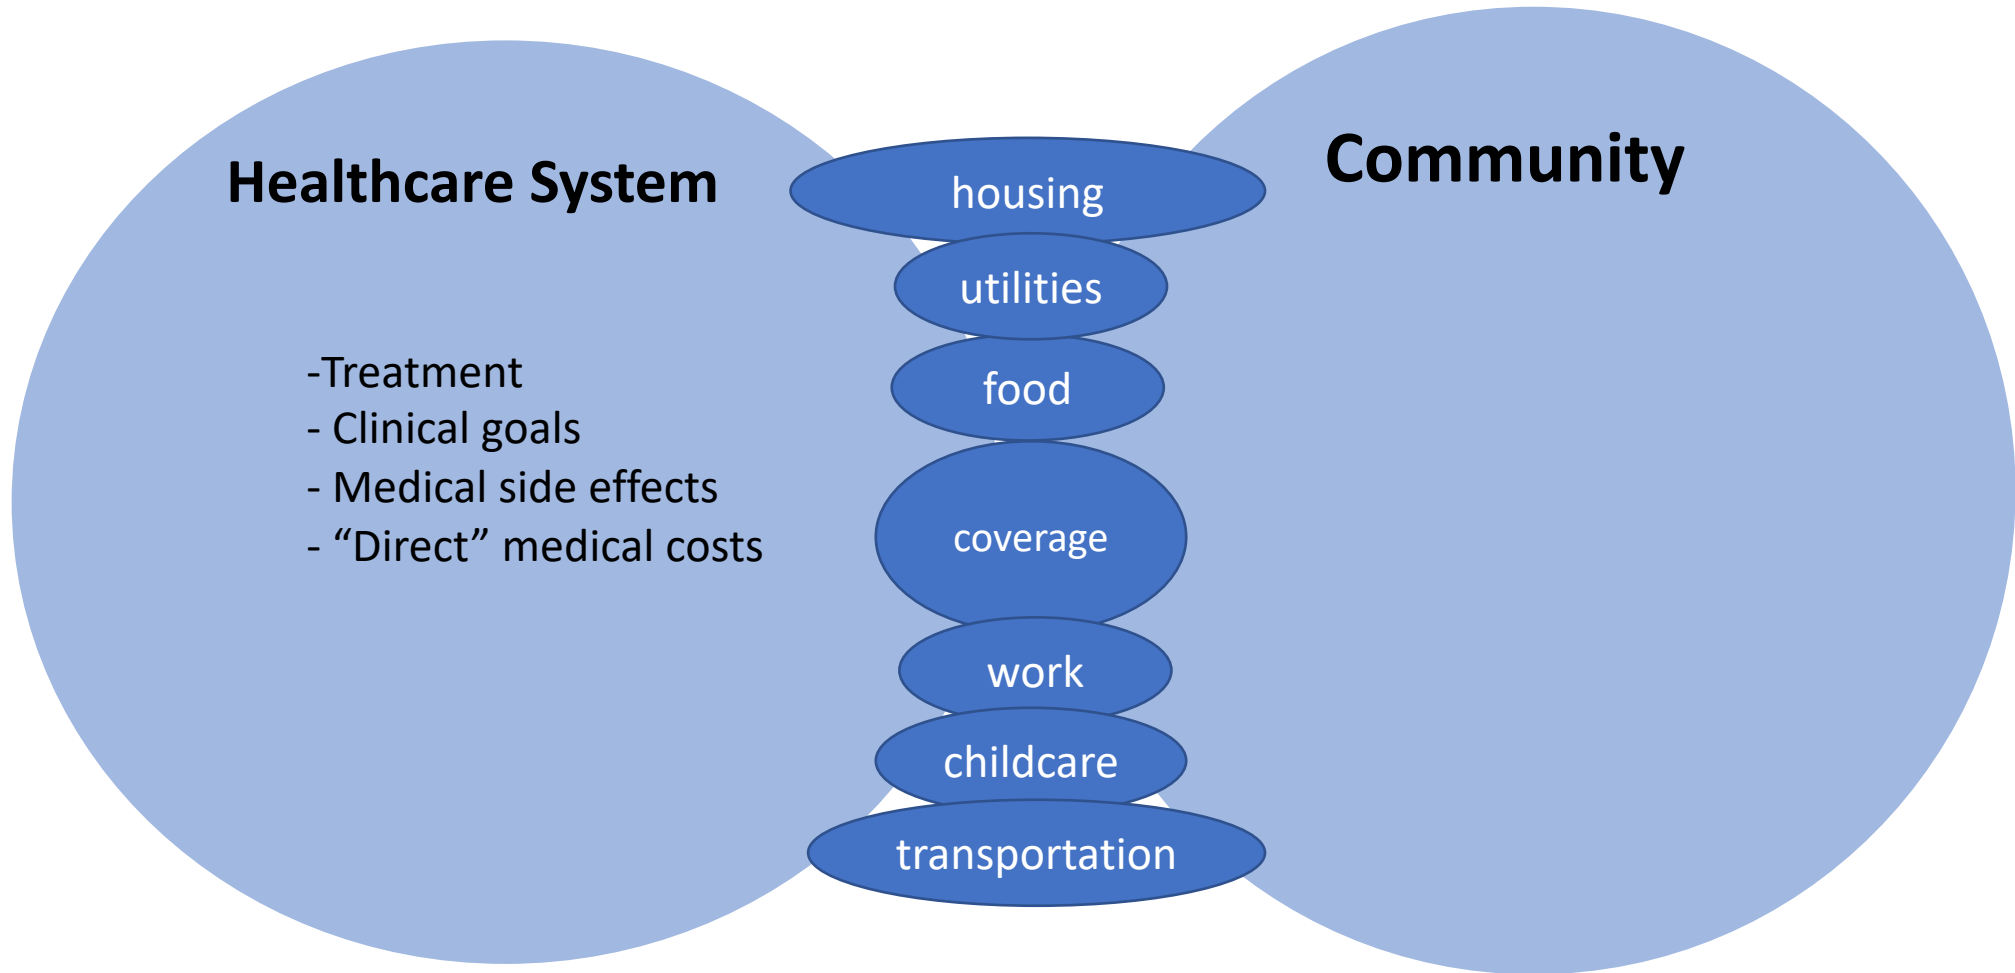 Healthcare System
-Treatment
- Clinical goals
- Medical side effects
- “Direct” medical costs
housing
utilities
food
coverage
work
childcare
transportation
Community